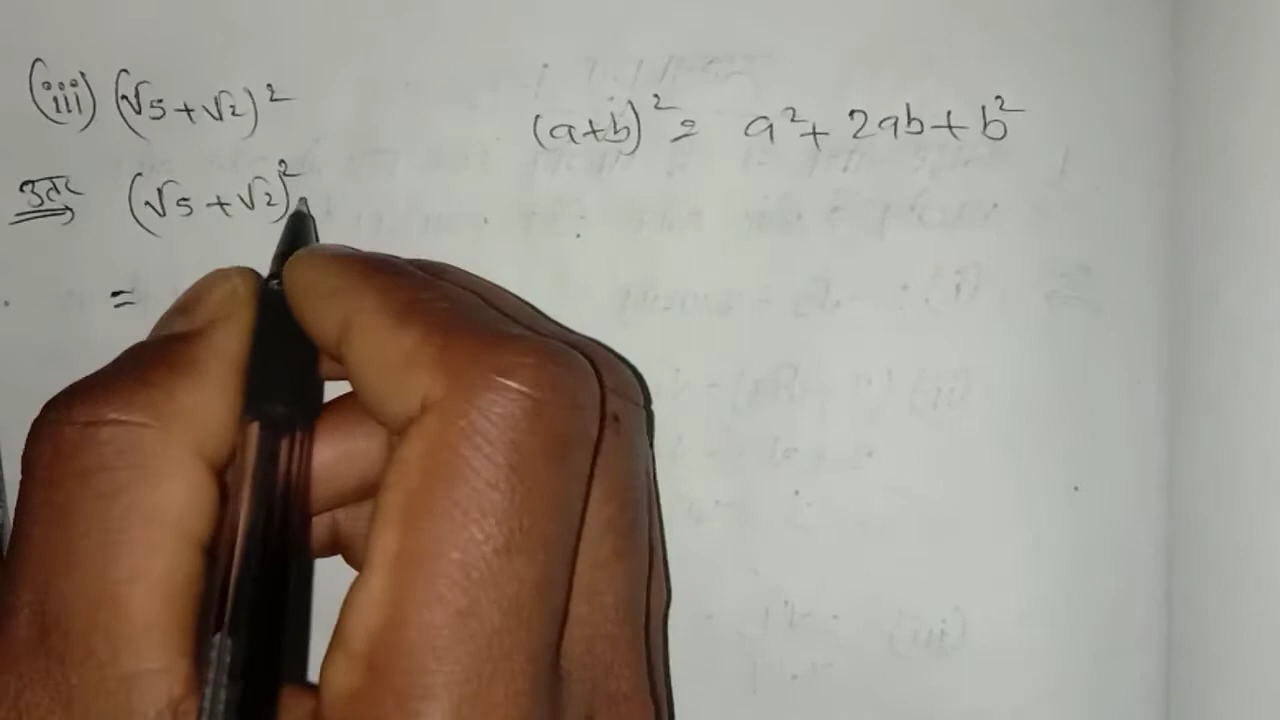 (iii) (√5+√2)²
(a+b)² = a²+2ab+b²
उत्तर (√5+√2)²
=